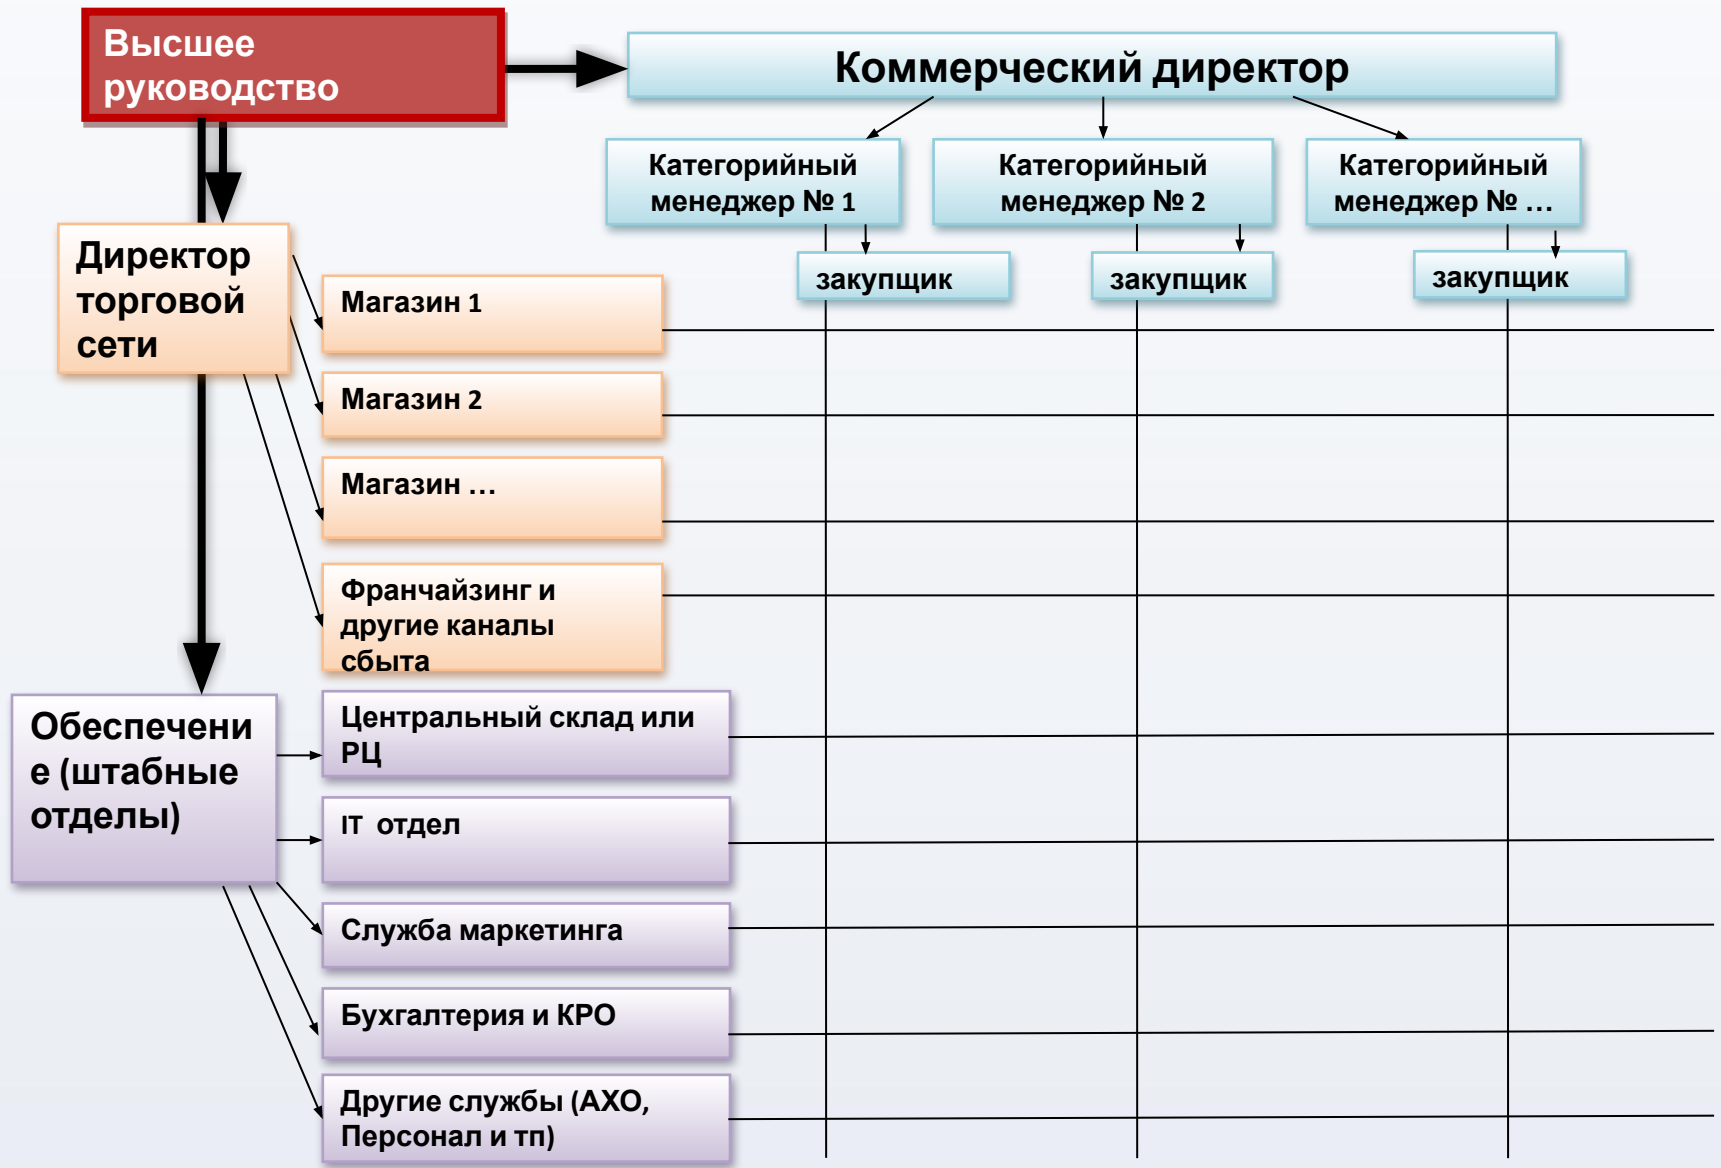 Высшее
руководство
Коммерческий директор
Категорийный
менеджер № 1
Категорийный
менеджер № 2
Категорийный
менеджер № …
закупщик
закупщик
закупщик
Директор
торговой
сети
Магазин 1
Магазин 2
Магазин …
Франчайзинг и
другие каналы
сбыта
Обеспечени
е (штабные
отделы)
Центральный склад или
РЦ
IT отдел
Служба маркетинга
Бухгалтерия и КРО
Другие службы (АХО,
Персонал и тп)